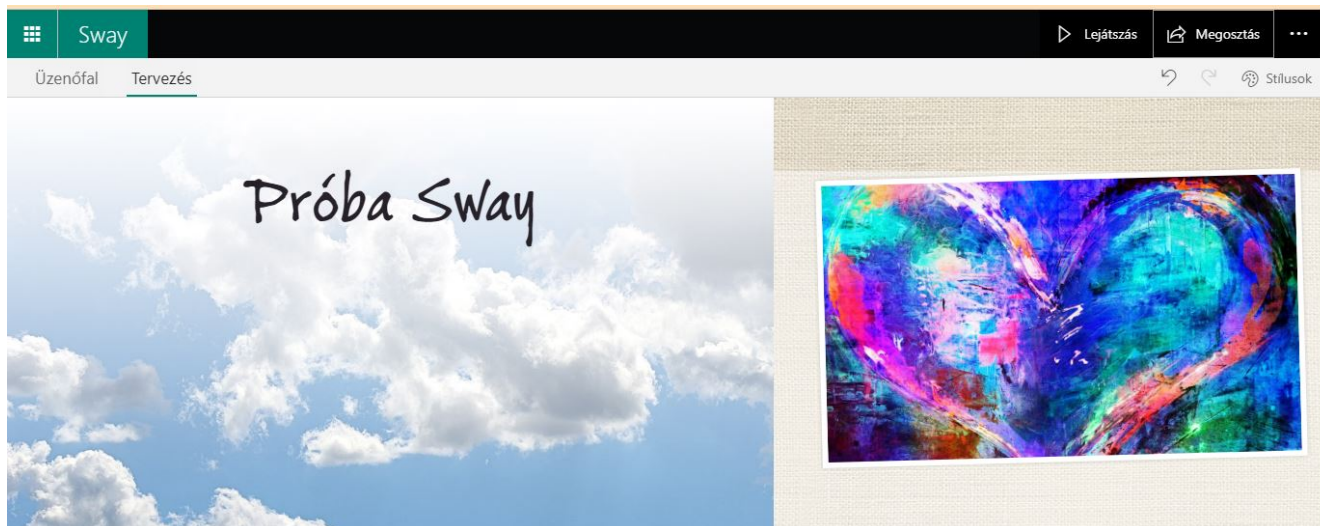 Sway
Lejátszás
Megosztás
Üzenőfal
Tervezés
Stílusok
Próba Sway